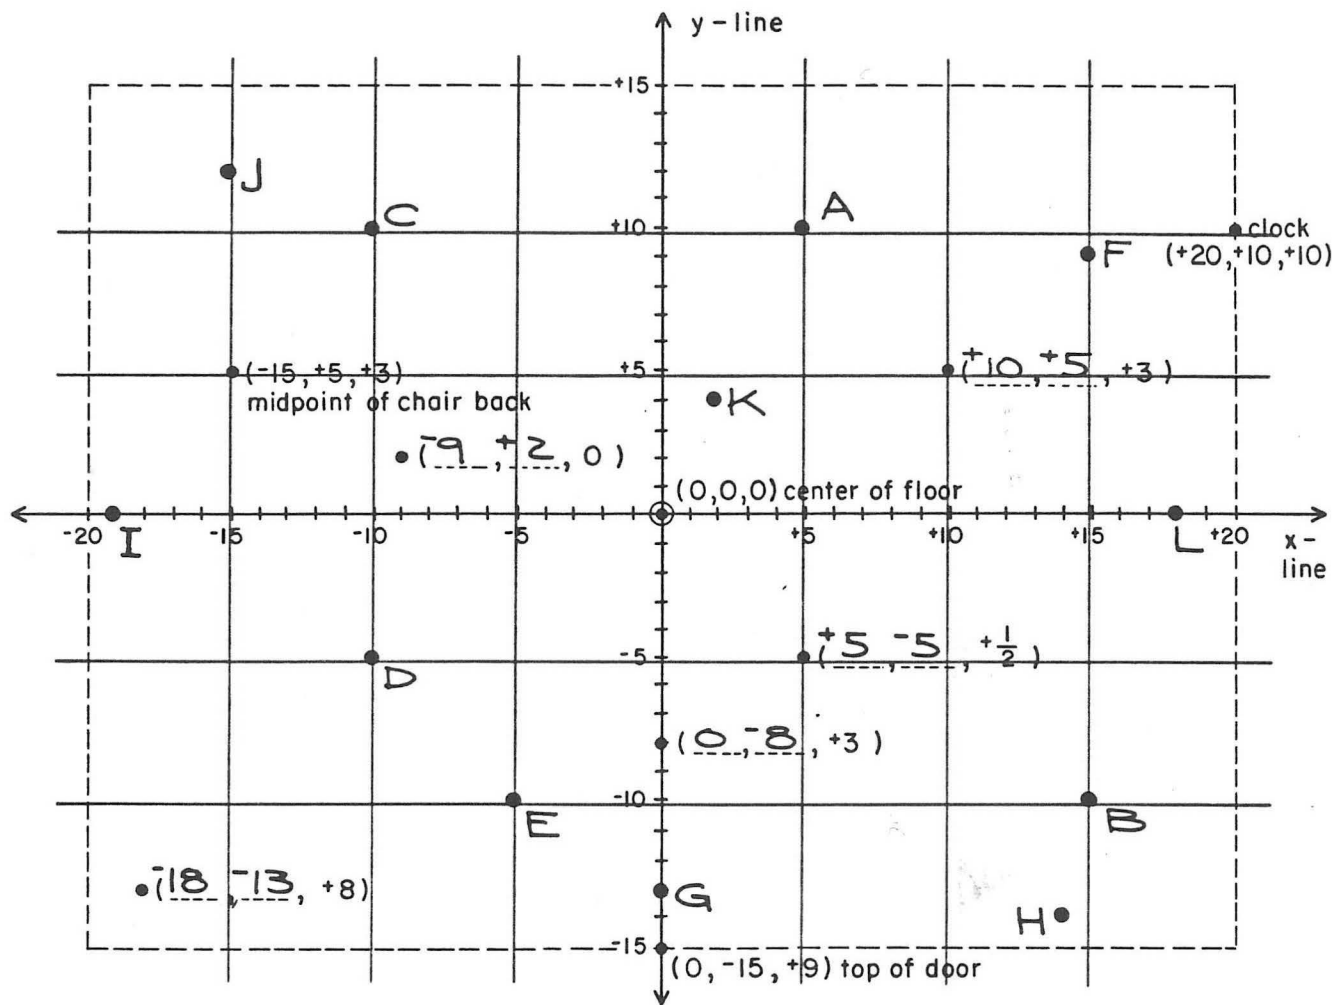 y-line
+15
J
C
A
+10
clock
(+20,+10,+10)
F
+5
(-15,+5,+3)
midpoint of chair back
(+10,+5,+3)
K
(-9,+2,0)
(0,0,0) center of floor
-20 -15 -10 -5 +5 +10 +15 +20
I
L
x-
line
-5
D
(+5,-5,+1/2)
(0,-8,+3)
-10
E
B
(-18,-13,+8)
G
H
-15
(0,-15,+9) top of door